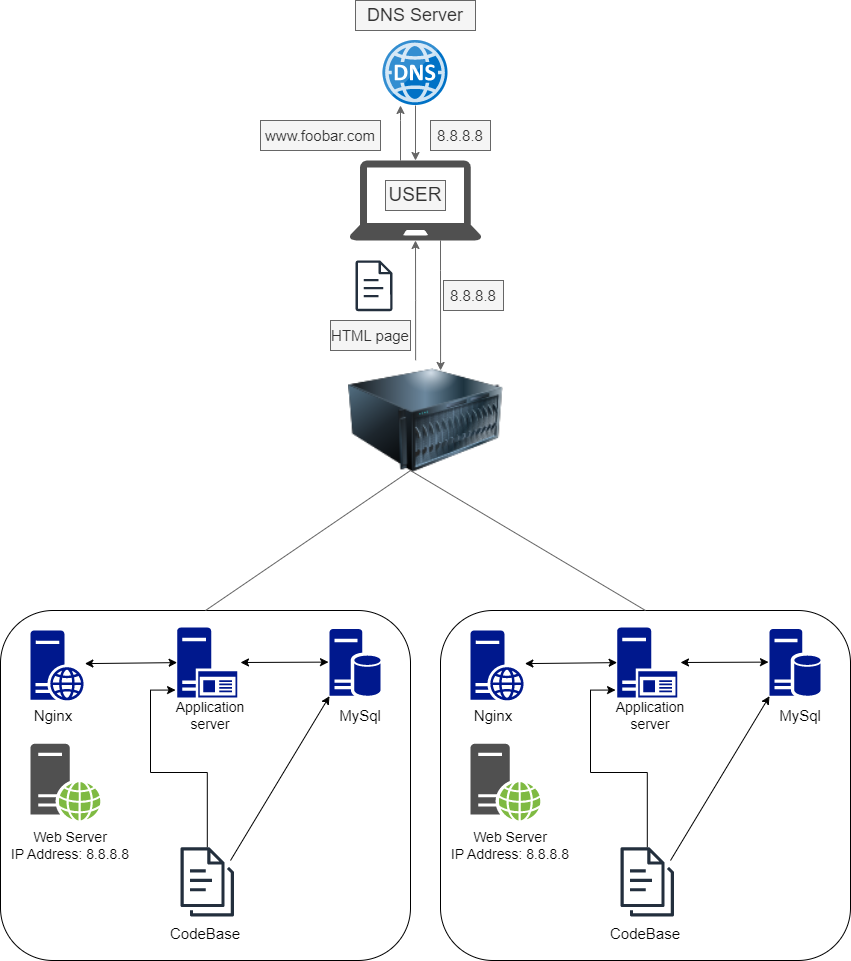 DNS Server
DNS
www.foobar.com
8.8.8.8
USER
8.8.8.8
HTML page
Nginx
Application
server
MySql
Web Server
IP Address: 8.8.8.8
CodeBase
Nginx
Application
server
MySql
Web Server
IP Address: 8.8.8.8
CodeBase